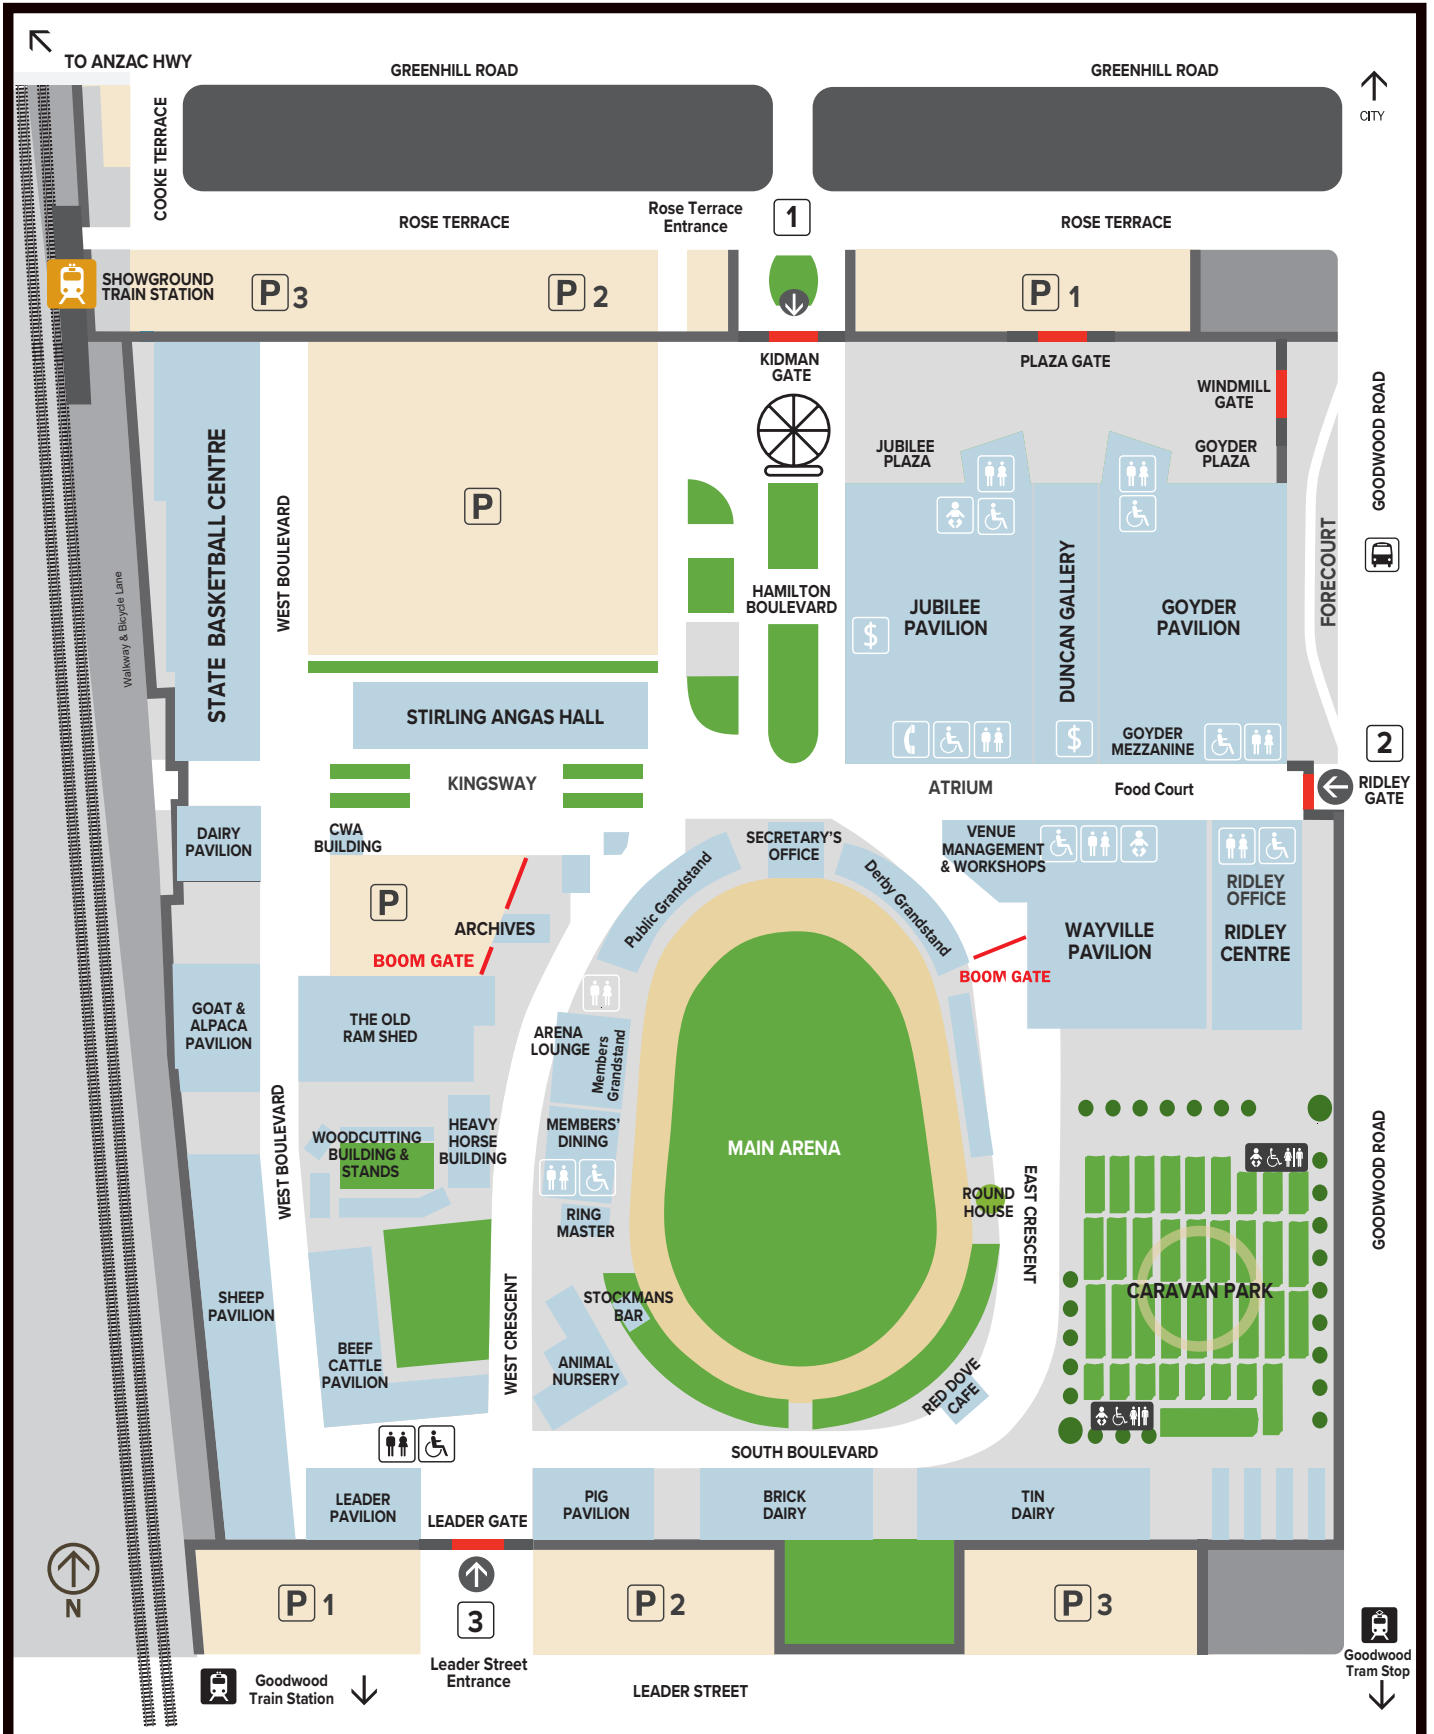 TO ANZAC HWY
GREENHILL ROAD
GREENHILL ROAD
CITY
COOKE TERRACE
ROSE TERRACE
Rose Terrace
Entrance
1
ROSE TERRACE
SHOWGROUND
TRAIN STATION
P 3
P 2
P 1
KIDMAN
GATE
PLAZA GATE
WINDMILL
GATE
JUBILEE
PLAZA
GOYDER
PLAZA
GOODWOOD ROAD
STATE BASKETBALL CENTRE
WEST BOULEVARD
P
Walkway & Bicycle Lane
HAMILTON
BOULEVARD
JUBILEE
PAVILION
$
DUNCAN GALLERY
GOYDER
PAVILION
FORECOURT
STIRLING ANGAS HALL
$
GOYDER
MEZZANINE
2
RIDLEY
GATE
KINGSWAY
ATRIUM
Food Court
DAIRY
PAVILION
CWA
BUILDING
SECRETARY'S
OFFICE
VENUE
MANAGEMENT
& WORKSHOPS
Public Grandstand
Derby Grandstand
RIDLEY
OFFICE
P
ARCHIVES
BOOM GATE
WAYVILLE
PAVILION
RIDLEY
CENTRE
BOOM GATE
GOAT &
ALPACA
PAVILION
THE OLD
RAM SHED
ARENA
LOUNGE
Members
Grandstand
WEST BOULEVARD
WOODCUTTING
BUILDING &
STANDS
HEAVY
HORSE
BUILDING
MEMBERS'
DINING
MAIN ARENA
RING
MASTER
ROUND
HOUSE
EAST CRESCENT
GOODWOOD ROAD
SHEEP
PAVILION
BEEF
CATTLE
PAVILION
WEST CRESCENT
STOCKMANS
BAR
ANIMAL
NURSERY
RED DOVE
CAFE
CARAVAN PARK
SOUTH BOULEVARD
LEADER
PAVILION
LEADER GATE
PIG
PAVILION
BRICK
DAIRY
TIN
DAIRY
N
P 1
3
P 2
P 3
Leader Street
Entrance
Goodwood
Train Station
LEADER STREET
Goodwood
Tram Stop